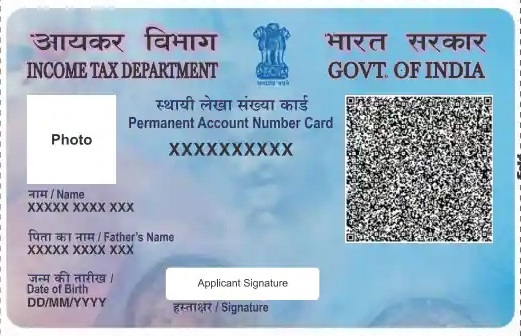 आयकर विभाग
भारत सरकार
INCOME TAX DEPARTMENT
GOVT. OF INDIA
स्थायी लेखा संख्या कार्ड
Permanent Account Number Card
XXXXXXXXXX
Photo
नाम / Name
XXXXX XXXX XXX
पिता का नाम / Father's Name
XXXXX XXXX XXX
जन्म की तारीख /
Date of Birth
DD/MM/YYYY
Applicant Signature
हस्ताक्षर / Signature